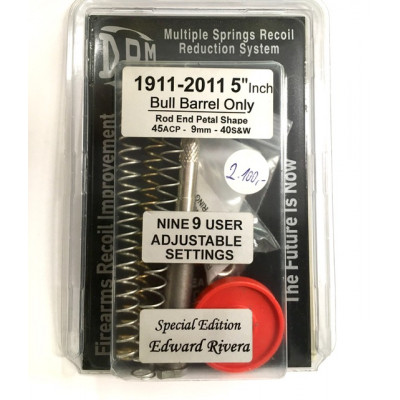 DPM
Multiple Springs Recoil
Reduction System
1911-2011 5"Inch
Bull Barrel Only
Rod End Petal Shape
45ACP - 9mm - 40S&W
2.100,-
NINE 9 USER
ADJUSTABLE
SETTINGS
Special Edition
Edward Rivera
Firearms Recoil Improvement
The Future Is Now